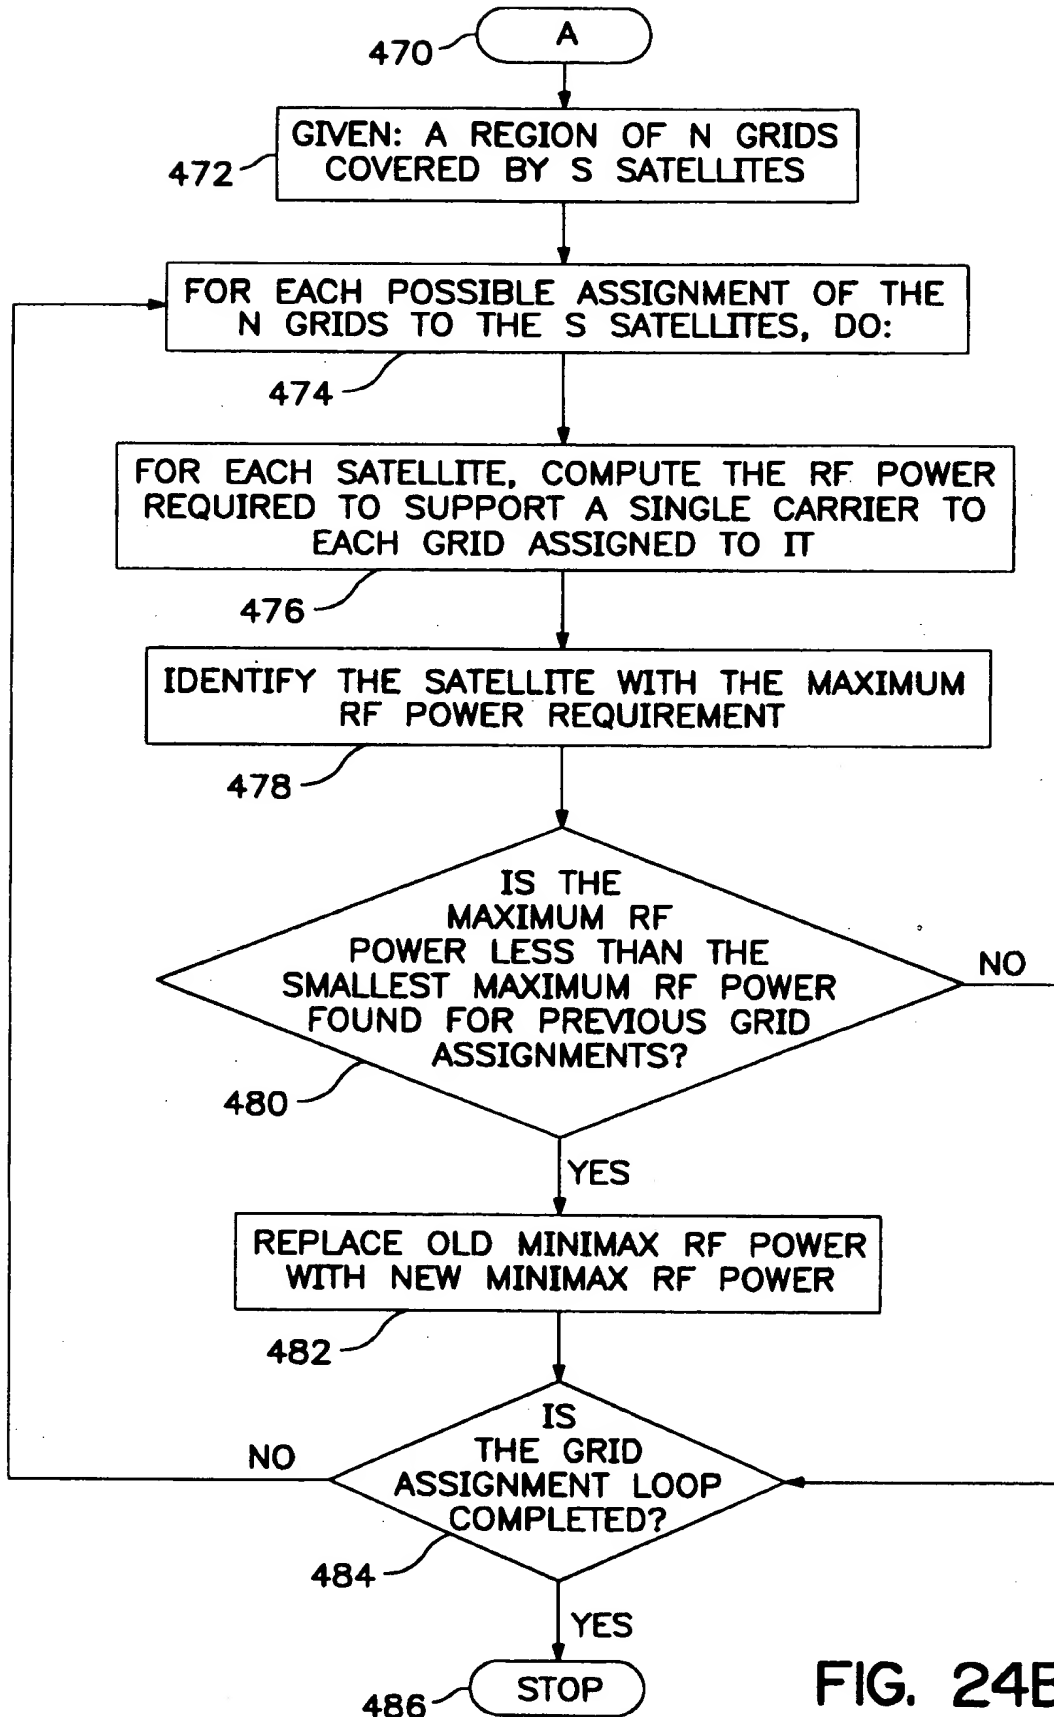 A
470
GIVEN: A REGION OF N GRIDS
COVERED BY S SATELLITES
472
FOR EACH POSSIBLE ASSIGNMENT OF THE
N GRIDS TO THE S SATELLITES, DO:
474
FOR EACH SATELLITE, COMPUTE THE RF POWER
REQUIRED TO SUPPORT A SINGLE CARRIER TO
EACH GRID ASSIGNED TO IT
476
IDENTIFY THE SATELLITE WITH THE MAXIMUM
RF POWER REQUIREMENT
478
IS THE
MAXIMUM RF
POWER LESS THAN THE
SMALLEST MAXIMUM RF POWER
FOUND FOR PREVIOUS GRID
ASSIGNMENTS?
NO
480
YES
REPLACE OLD MINIMAX RF POWER
WITH NEW MINIMAX RF POWER
482
IS
THE GRID
ASSIGNMENT LOOP
COMPLETED?
NO
484
YES
STOP
486
FIG. 24B